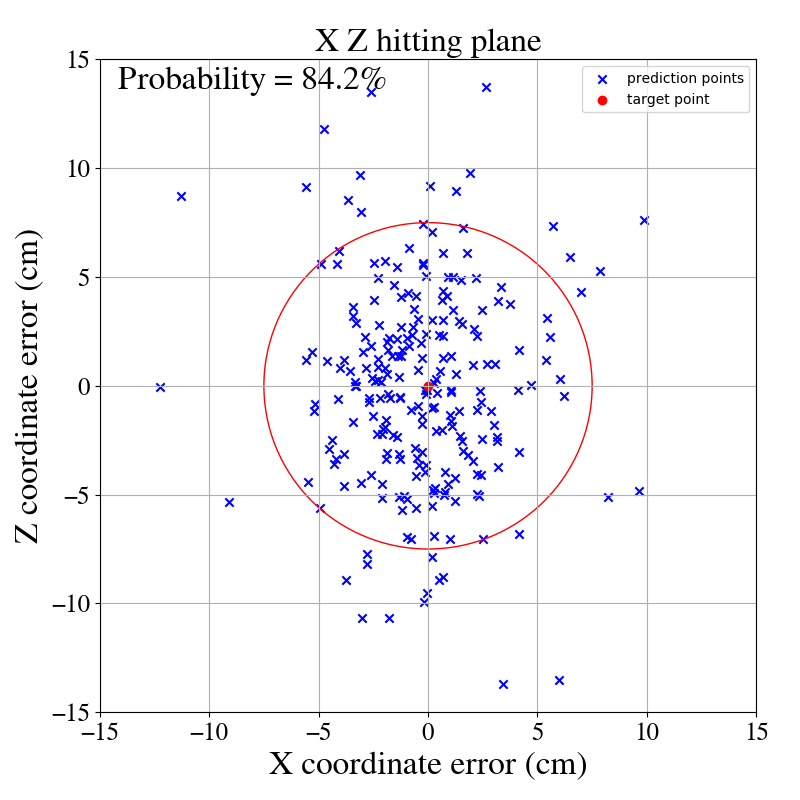 X Z hitting plane
Probability = 84.2%
prediction points
target point
Z coordinate error (cm)
15
10
5
0
−5
−10
−15
−15
−10
−5
0
5
10
15
X coordinate error (cm)